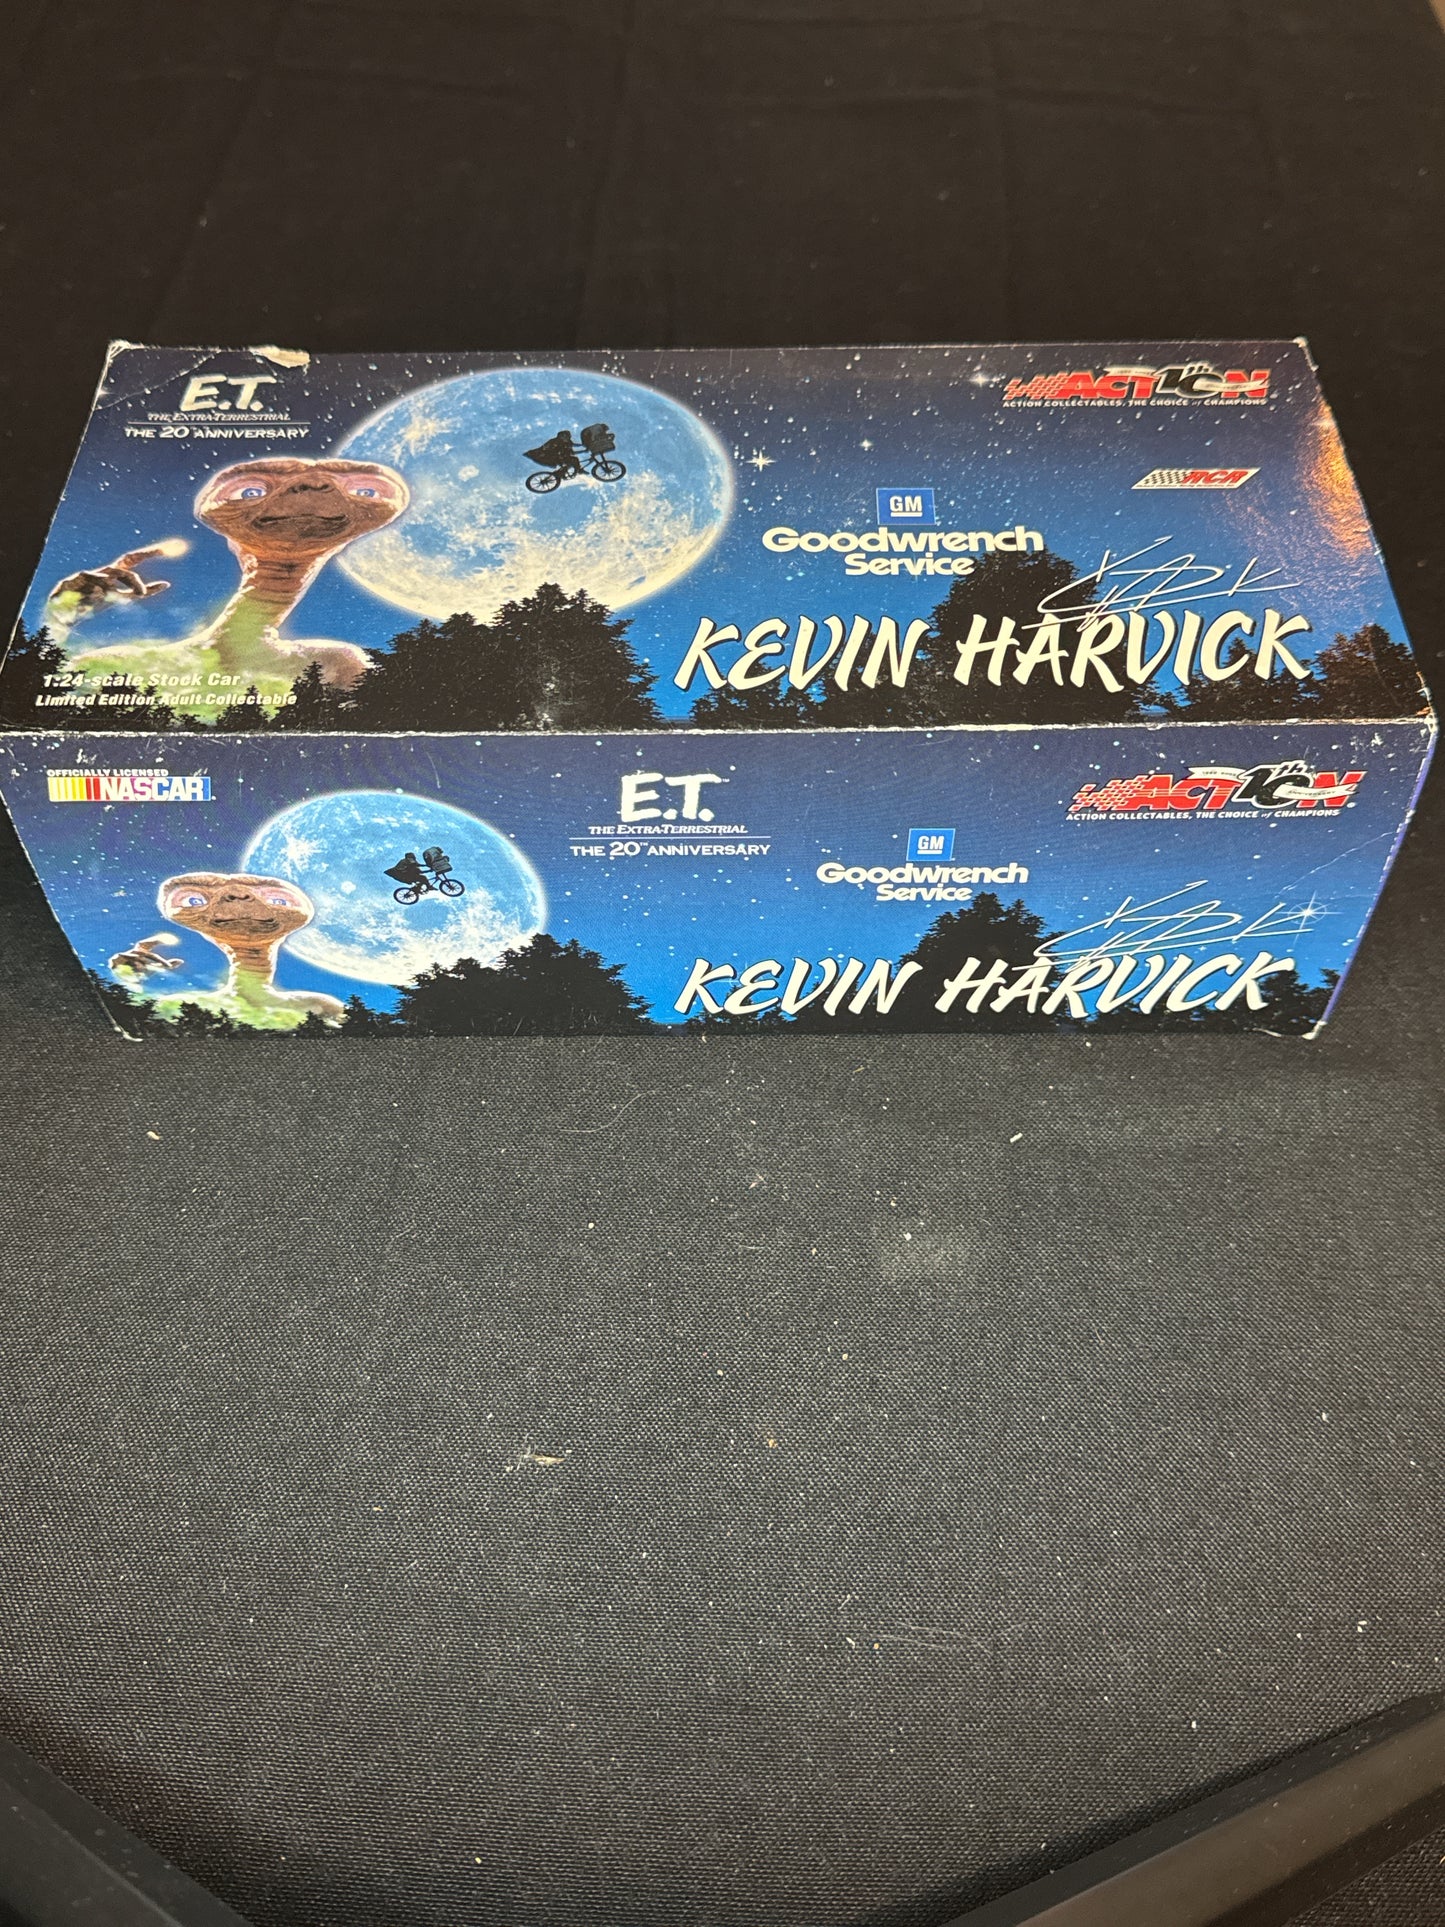 E.T.
THE EXTRA-TERRESTRIAL
THE 20TH ANNIVERSARY
ACTION 10th
ACTION COLLECTABLES, THE CHOICE of CHAMPIONS.
RCR
GM
Goodwrench
Service
KEVIN HARVICK
1:24-scale Stock Car
Limited Edition Adult Collectable
OFFICIALLY LICENSED
NASCAR
E.T.
THE EXTRA-TERRESTRIAL
THE 20TH ANNIVERSARY
ACTION 10th
ACTION COLLECTABLES, THE CHOICE of CHAMPIONS.
GM
Goodwrench
Service
KEVIN HARVICK